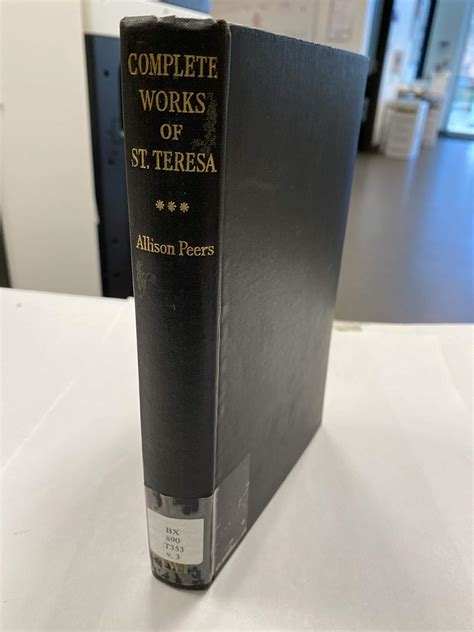 COMPLETE
WORKS
OF
ST. TERESA
***
Allison Peers
BX
890
.T353
v. 3